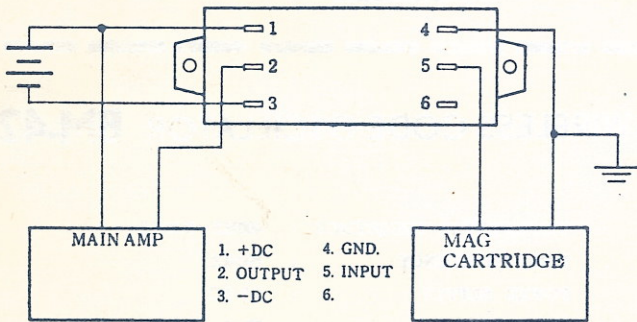 1 4
2 5
3 6
MAIN AMP
1. +DC 4. GND.
2. OUTPUT 5. INPUT
3. −DC 6.
MAG
CARTRIDGE